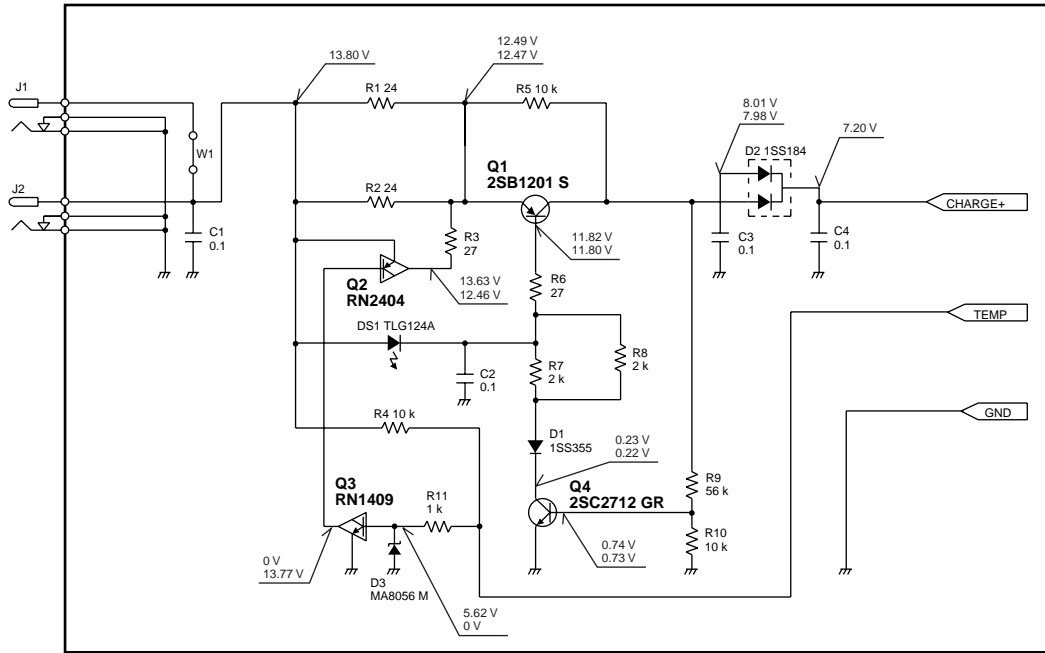 J1
J2
W1
C1
0.1
13.80 V
R1 24
12.49 V
12.47 V
R5 10 k
Q1
2SB1201 S
R2 24
R3
27
Q2
RN2404
13.63 V
12.46 V
11.82 V
11.80 V
R6
27
8.01 V
7.98 V
D2 1SS184
7.20 V
C3
0.1
C4
0.1
CHARGE+
TEMP
GND
DS1 TLG124A
C2
0.1
R7
2 k
R8
2 k
R4 10 k
D1
1SS355
0.23 V
0.22 V
Q4
2SC2712 GR
R9
56 k
R10
10 k
0.74 V
0.73 V
Q3
RN1409
R11
1 k
0 V
13.77 V
D3
MA8056 M
5.62 V
0 V